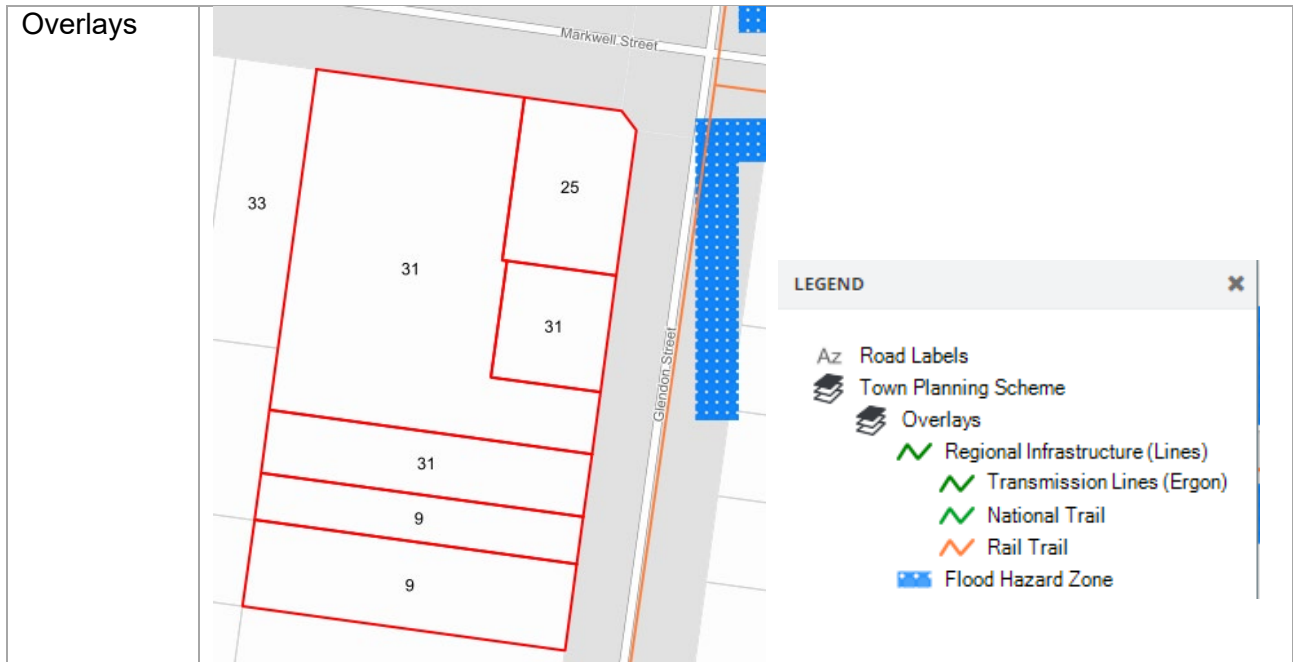 Overlays
Markwell Street
25
33
31
31
Glendon Street
31
9
9
LEGEND
Az Road Labels
Town Planning Scheme
Overlays
Regional Infrastructure (Lines)
Transmission Lines (Ergon)
National Trail
Rail Trail
Flood Hazard Zone